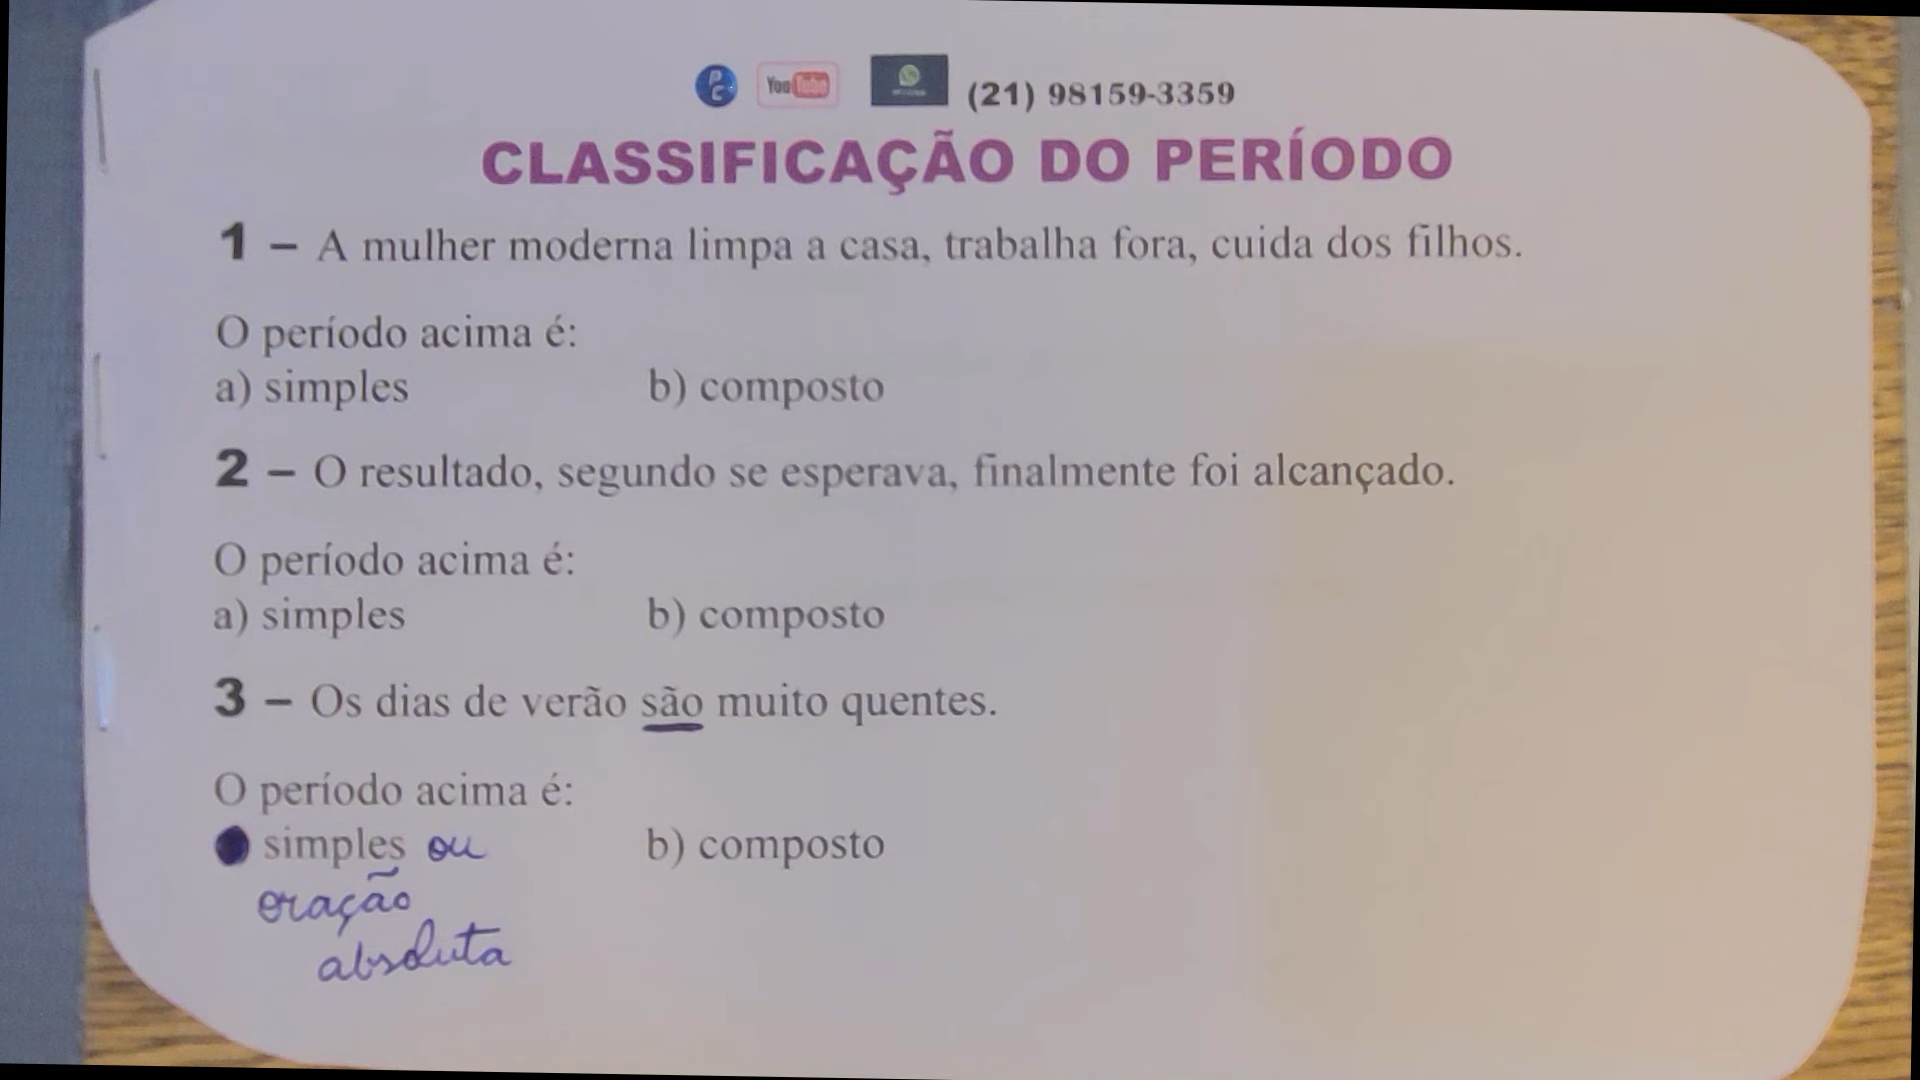 PC YouTube (21) 98159-3359
CLASSIFICAÇÃO DO PERÍODO
1 – A mulher moderna limpa a casa, trabalha fora, cuida dos filhos.
O período acima é:
a) simples b) composto
2 – O resultado, segundo se esperava, finalmente foi alcançado.
O período acima é:
a) simples b) composto
3 – Os dias de verão são muito quentes.
O período acima é:
simples ou b) composto
oração
absoluta